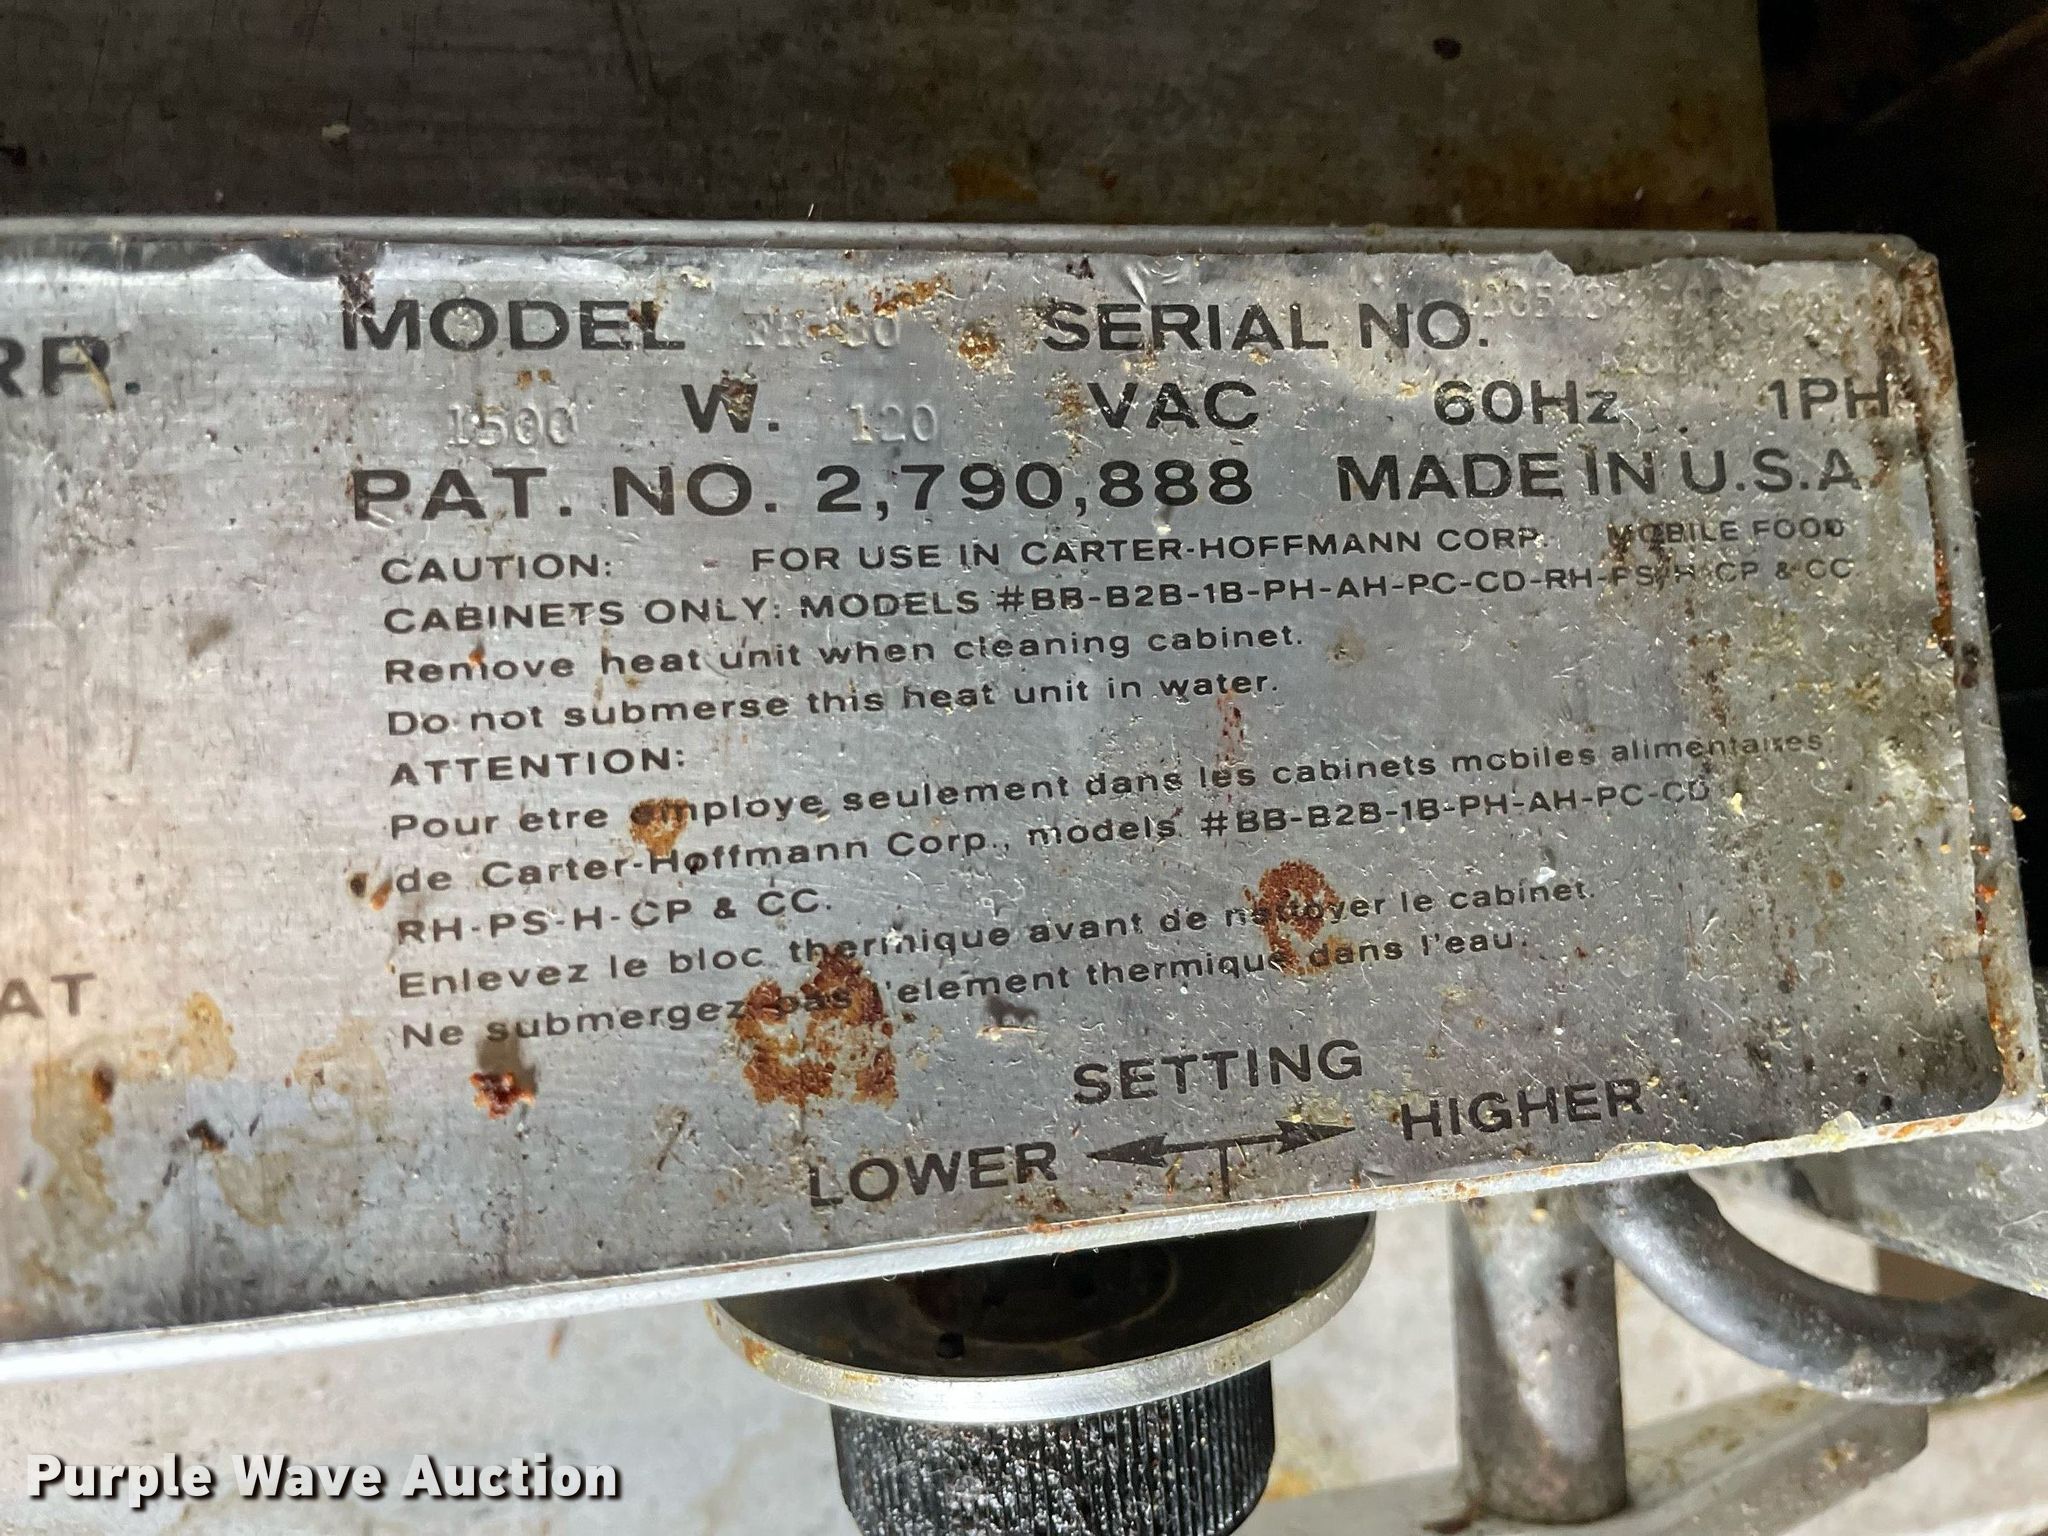 RP.
MODEL SERIAL NO.
1500 W. 120 VAC 60Hz 1PH
PAT. NO. 2,790,888 MADE IN U.S.A.
CAUTION: FOR USE IN CARTER-HOFFMANN CORP. MOBILE FOOD
CABINETS ONLY: MODELS #BB-B2B-1B-PH-AH-PC-CD-RH-PS-H-CP & CC
Remove heat unit when cleaning cabinet.
Do not submerse this heat unit in water.
ATTENTION:
Pour etre employe seulement dans les cabinets mobiles alimentaires
de Carter-Hoffmann Corp., models #BB-B2B-1B-PH-AH-PC-CD
RH-PS-H-CP & CC.
Enlevez le bloc thermique avant de nettoyer le cabinet.
Ne submergez pas l'element thermique dans l'eau.
AT
SETTING
LOWER HIGHER
Purple Wave Auction